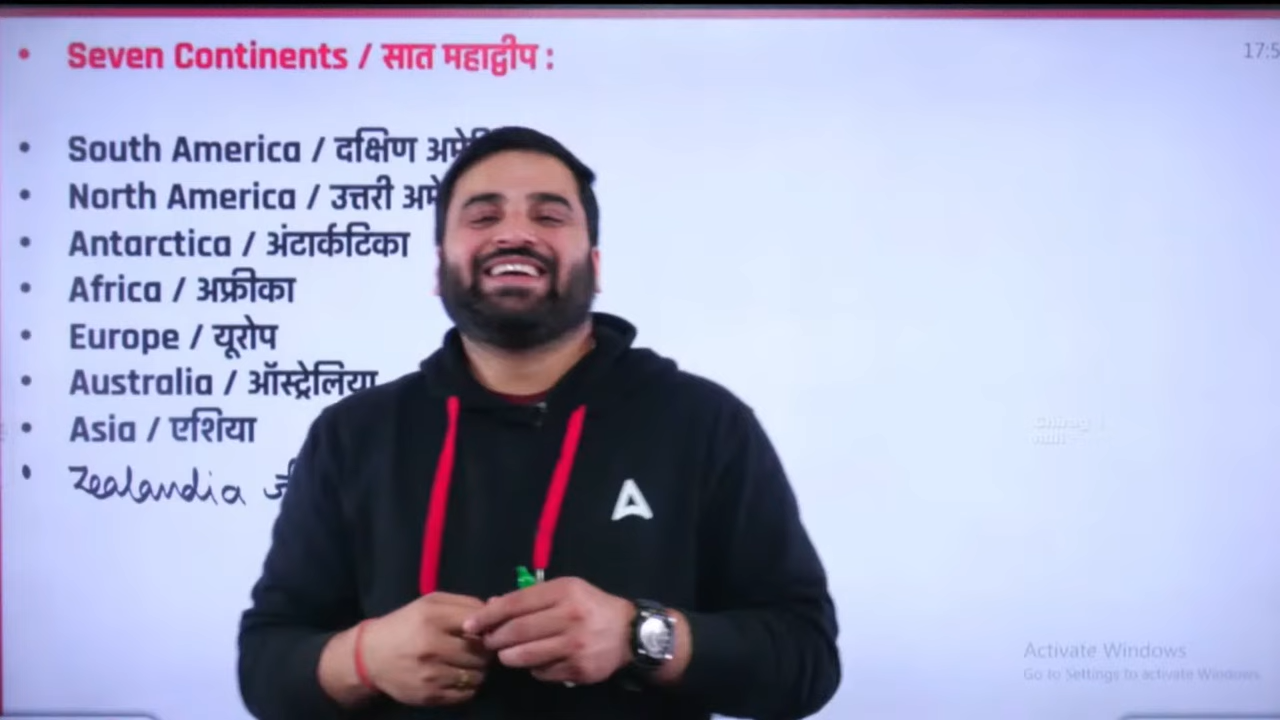 Seven Continents / सात महाद्वीप :
17:5
• South America / दक्षिण
• North America / उत्तरी
• Antarctica / अंटार्कटिका
• Africa / अफ्रीका
• Europe / यूरोप
• Australia / ऑस्ट्रेलिया
• Asia / एशिया
• Zealandia
A
Activate Windows
Go to Settings to activate Windows.